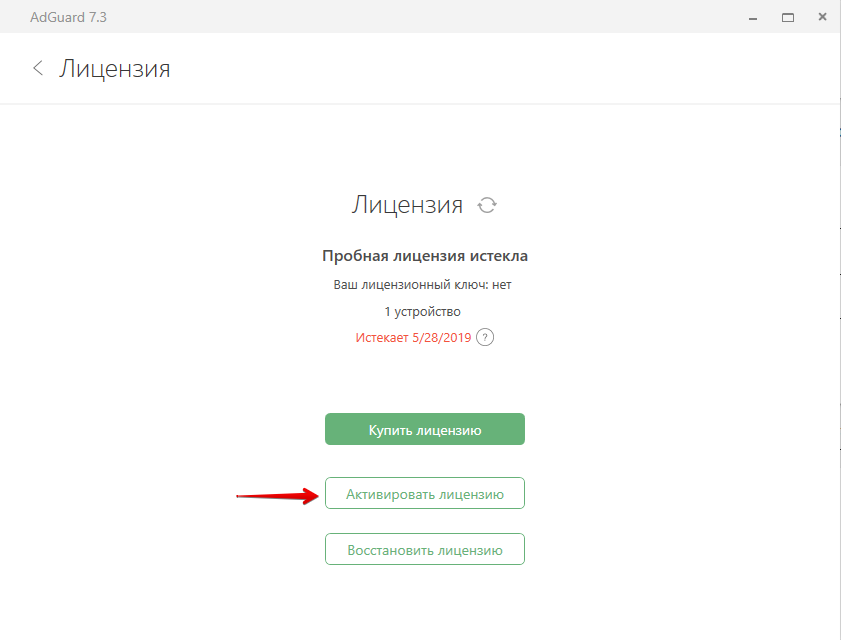 AdGuard 7.3
Лицензия
Лицензия
Пробная лицензия истекла
Ваш лицензионный ключ: нет
1 устройство
Истекает 5/28/2019 ?
Купить лицензию
Активировать лицензию
Восстановить лицензию